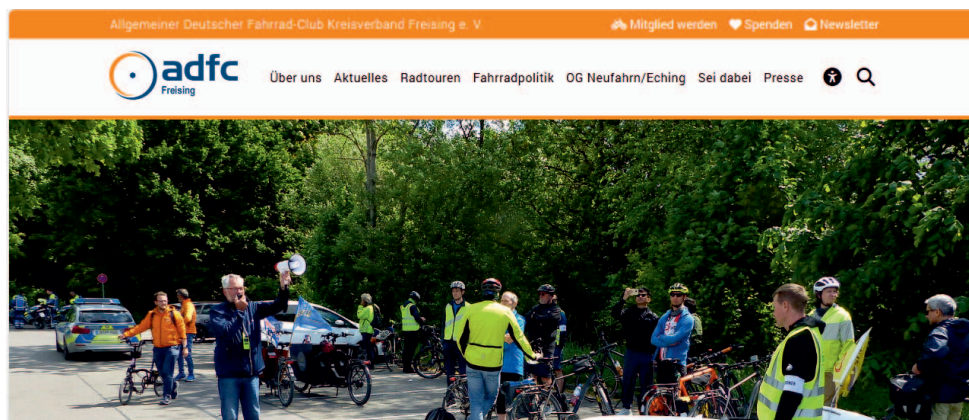 Allgemeiner Deutscher Fahrrad-Club Kreisverband Freising e. V.
Mitglied werden Spenden Newsletter
adfc
Freising
Über uns Aktuelles Radtouren Fahrradpolitik OG Neufahrn/Eching Sei dabei Presse